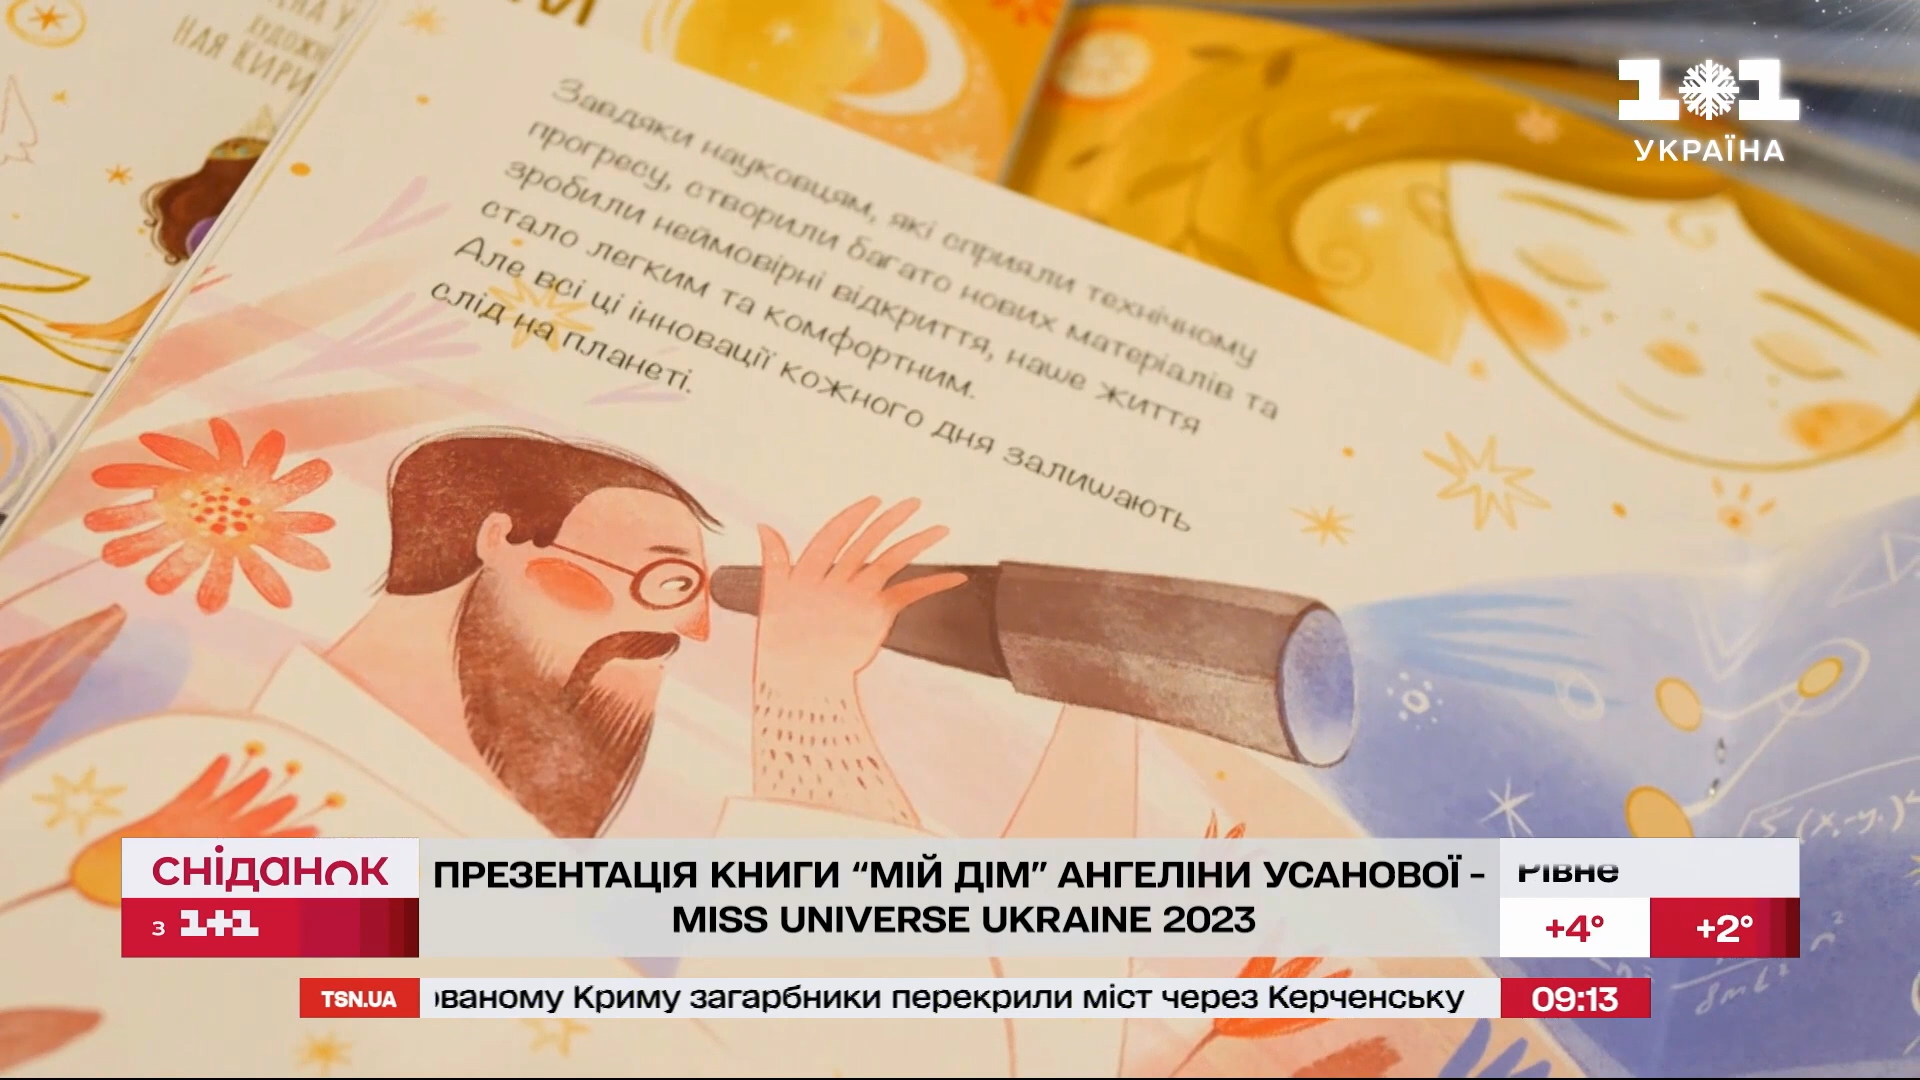 НАЯ КИРИ
Завдяки науковцям, які сприяли технічному
прогресу, створили багато нових матеріалів та
зробили неймовірні відкриття, наше життя
стало легким та комфортним.
Але всі ці інновації кожного дня залишають
слід на планеті.
1+1
УКРАЇНА
СНІДАНОК
З 1+1
ПРЕЗЕНТАЦІЯ КНИГИ “МІЙ ДІМ” АНГЕЛІНИ УСАНОВОЇ -
MISS UNIVERSE UKRAINE 2023
Рівне
+4° +2°
TSN.UA
ованому Криму загарбники перекрили міст через Керченську
09:13